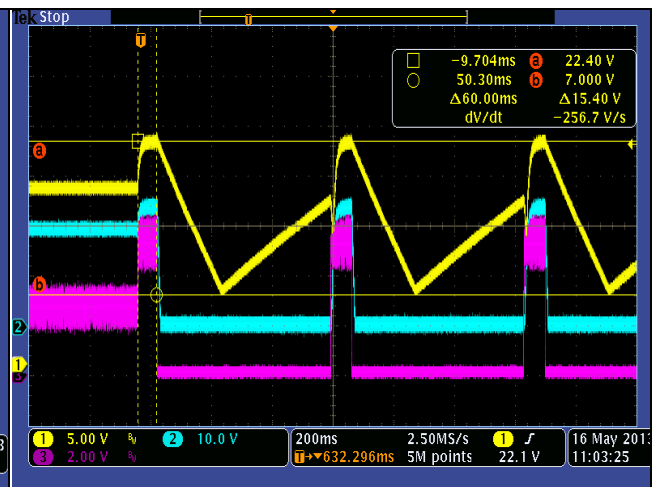 Tek Stop
T
T
−9.704ms a 22.40 V
50.30ms b 7.000 V
Δ60.00ms Δ15.40 V
dV/dt −256.7 V/s
a
b
2
1
3
1 5.00 V BW 2 10.0 V
3 2.00 V BW
200ms 2.50MS/s 1
T→▼632.296ms 5M points 22.1 V
16 May 2013
11:03:25